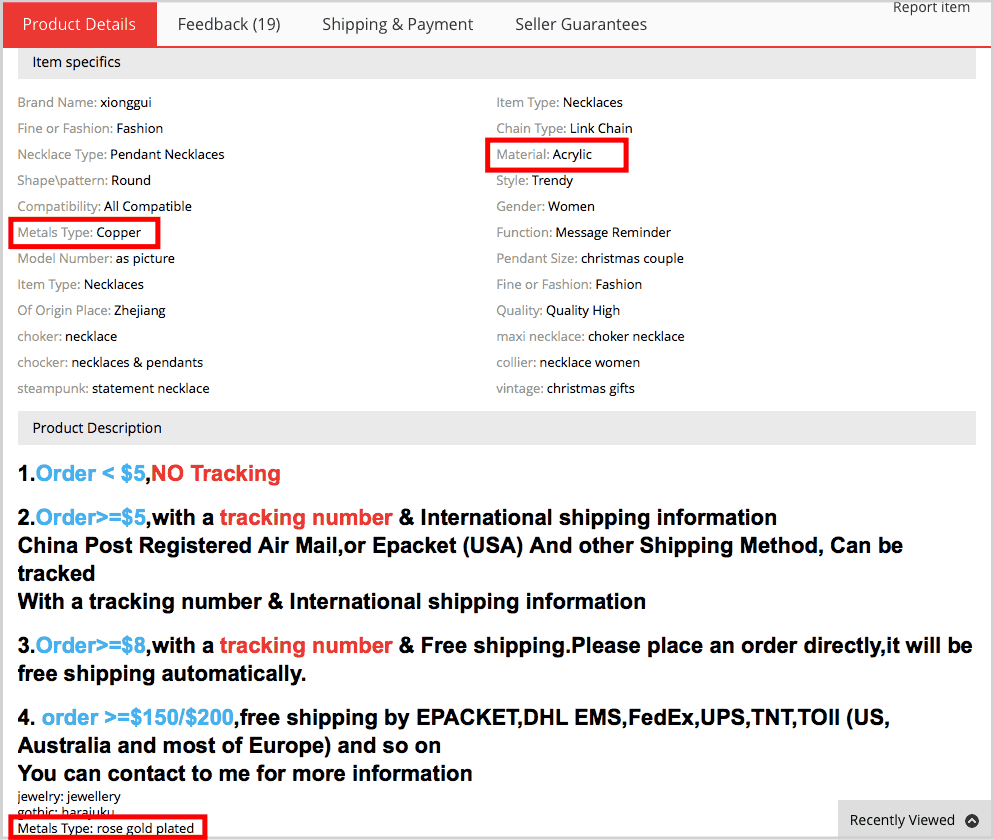 Product Details
Feedback (19)
Shipping & Payment
Seller Guarantees
Report item
Item specifics
Brand Name: xionggui
Item Type: Necklaces
Fine or Fashion: Fashion
Chain Type: Link Chain
Necklace Type: Pendant Necklaces
Material: Acrylic
Shape\pattern: Round
Style: Trendy
Compatibility: All Compatible
Gender: Women
Metals Type: Copper
Function: Message Reminder
Model Number: as picture
Pendant Size: christmas couple
Item Type: Necklaces
Fine or Fashion: Fashion
Of Origin Place: Zhejiang
Quality: Quality High
choker: necklace
maxi necklace: choker necklace
chocker: necklaces & pendants
collier: necklace women
steampunk: statement necklace
vintage: christmas gifts
Product Description
1.Order < $5,NO Tracking
2.Order>=$5,with a tracking number & International shipping information
China Post Registered Air Mail,or Epacket (USA) And other Shipping Method, Can be
tracked
With a tracking number & International shipping information
3.Order>=$8,with a tracking number & Free shipping.Please place an order directly,it will be
free shipping automatically.
4. order >=$150/$200,free shipping by EPACKET,DHL EMS,FedEx,UPS,TNT,TOll (US,
Australia and most of Europe) and so on
You can contact to me for more information
jewelry: jewellery
gothic: harajuku
Metals Type: rose gold plated
Recently Viewed